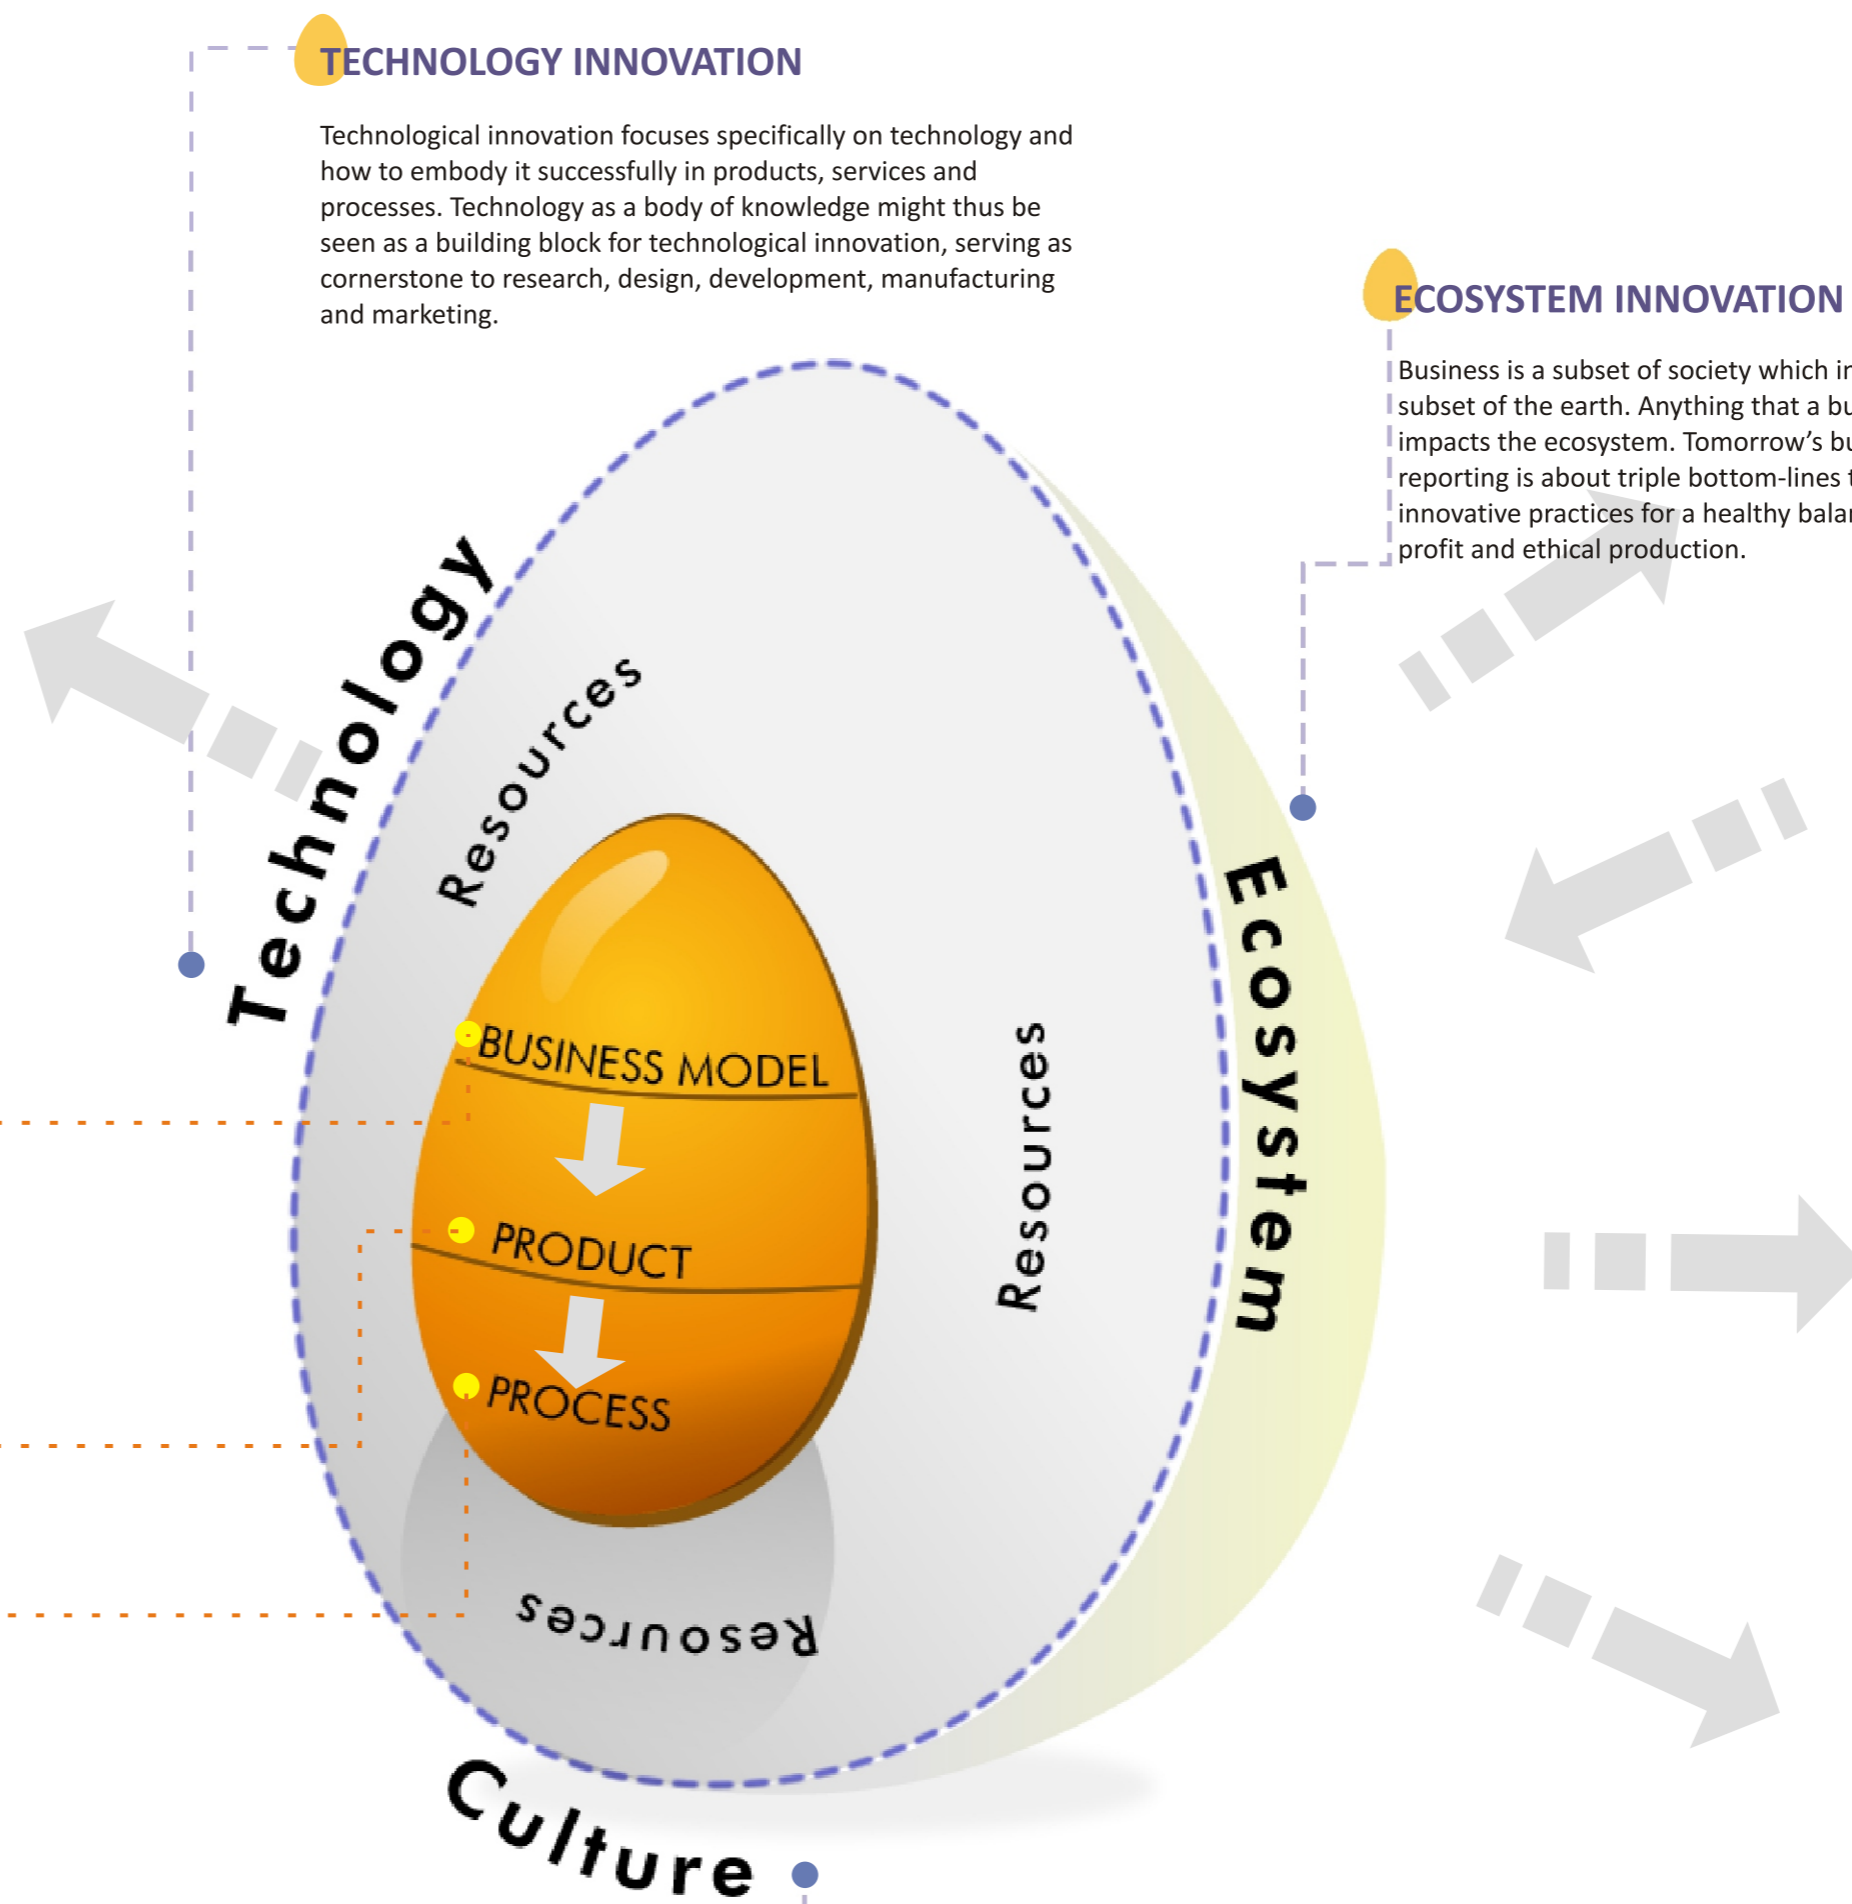 TECHNOLOGY INNOVATION
Technological innovation focuses specifically on technology and
how to embody it successfully in products, services and
processes. Technology as a body of knowledge might thus be
seen as a building block for technological innovation, serving as
cornerstone to research, design, development, manufacturing
and marketing.
ECOSYSTEM INNOVATION
Business is a subset of society which
subset of the earth. Anything that a
impacts the ecosystem. Tomorrow's
reporting is about triple bottom-lines
innovative practices for a healthy
profit and ethical production.
Technology
Resources
Ecosystem
Resources
BUSINESS MODEL
PRODUCT
PROCESS
Resources
Culture